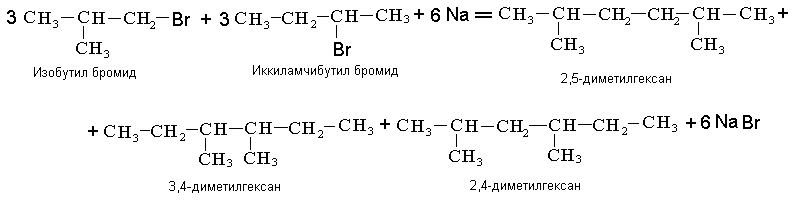 3 CH₃–CH–CH₂–Br + 3 CH₃–CH₂–CH–CH₃ + 6 Na = CH₃–CH–CH₂–CH₂–CH–CH₃ +
CH₃ Br CH₃ CH₃
Изобутил бромид Иккиламчибутил бромид 2,5-диметилгексан
+ CH₃–CH₂–CH–CH–CH₂–CH₃ + CH₃–CH–CH₂–CH–CH₂–CH₃ + 6 Na Br
CH₃ CH₃ CH₃ CH₃
3,4-диметилгексан 2,4-диметилгексан